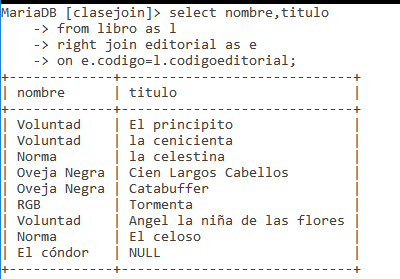 MariaDB [clasejoin]> select nombre,titulo
    -> from libro as l
    -> right join editorial as e
    -> on e.codigo=l.codigoeditorial;
+-------------+----------------------------+
| nombre      | titulo                     |
+-------------+----------------------------+
| Voluntad    | El principito              |
| Voluntad    | la cenicienta              |
| Norma       | la celestina               |
| Oveja Negra | Cien Largos Cabellos       |
| Oveja Negra | Catabuffer                 |
| RGB         | Tormenta                   |
| Voluntad    | Angel la niña de las flores |
| Norma       | El celoso                  |
| El cóndor   | NULL                       |
+-------------+----------------------------+